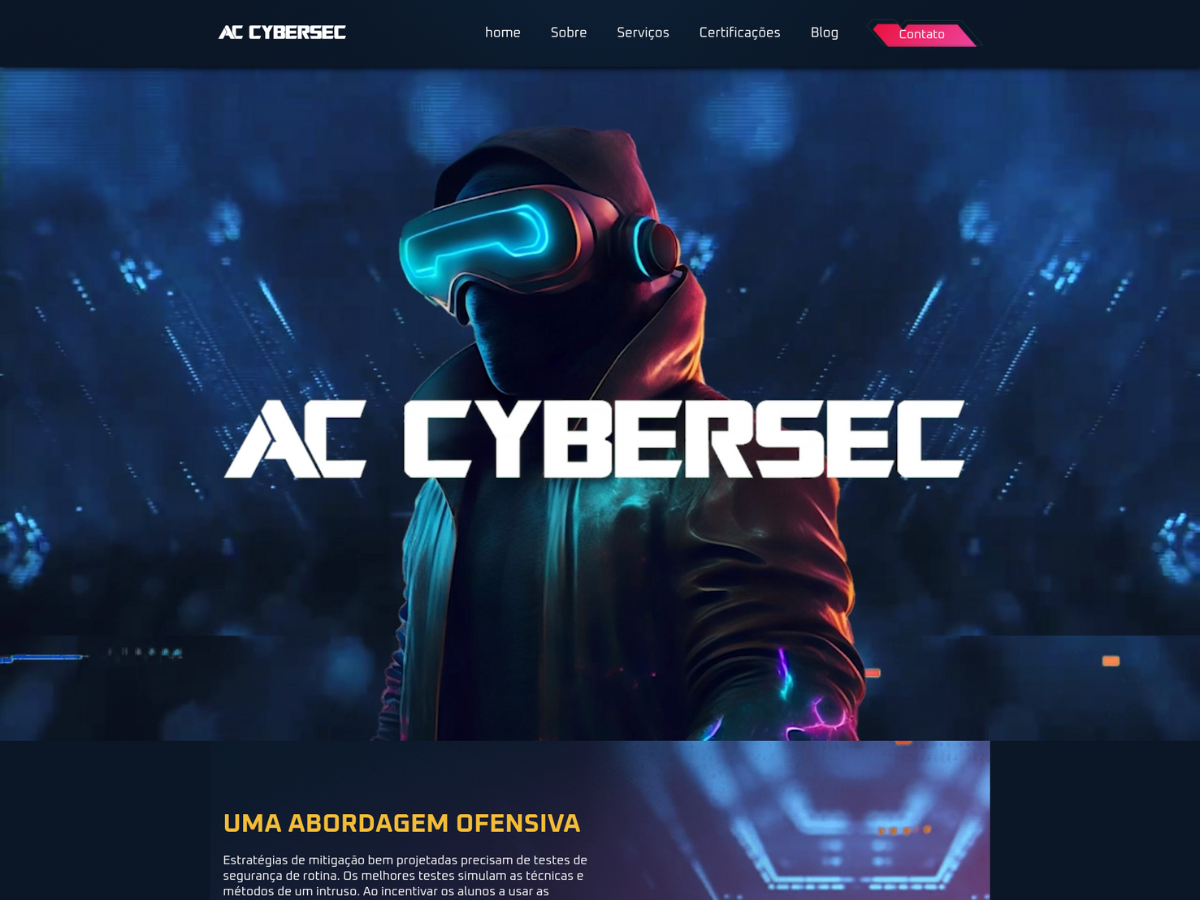 AC CYBERSEC
home
Sobre
Serviços
Certificações
Blog
Contato
AC CYBERSEC
UMA ABORDAGEM OFENSIVA
Estratégias de mitigação bem projetadas precisam de testes de
segurança de rotina. Os melhores testes simulam as técnicas e
métodos de um intruso. Ao incentivar os alunos a usar as